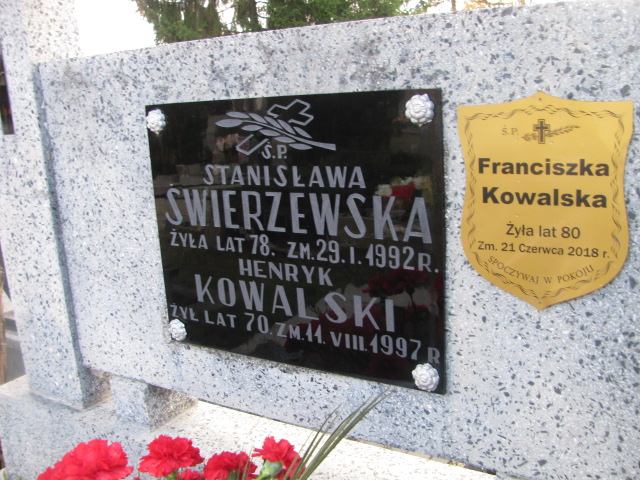 Ś.P.
STANISŁAWA
ŚWIERZEWSKA
ŻYŁA LAT 78. ZM. 29. I. 1992 R.
HENRYK
KOWALSKI
ŻYŁ LAT 70. ZM. 11. VIII. 1997 R
Ś.P.
Franciszka
Kowalska
Żyła lat 80
Zm. 21 Czerwca 2018 r.
SPOCZYWAJ W POKOJU